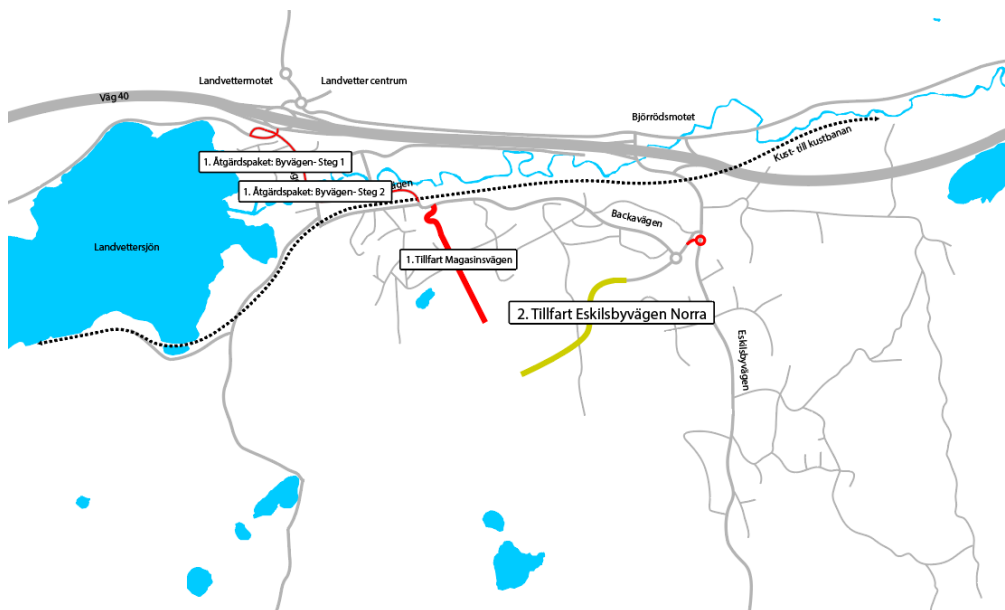 Landvettermotet
Landvetter centrum
Väg 40
Björrödsmotet
Kust- till kustbanan
1. Åtgärdspaket: Byvägen- Steg 1
1. Åtgärdspaket: Byvägen- Steg 2
Backavägen
Landvettersjön
1. Tillfart Magasinsvägen
2. Tillfart Eskilsbyvägen Norra
Eskilsbyvägen